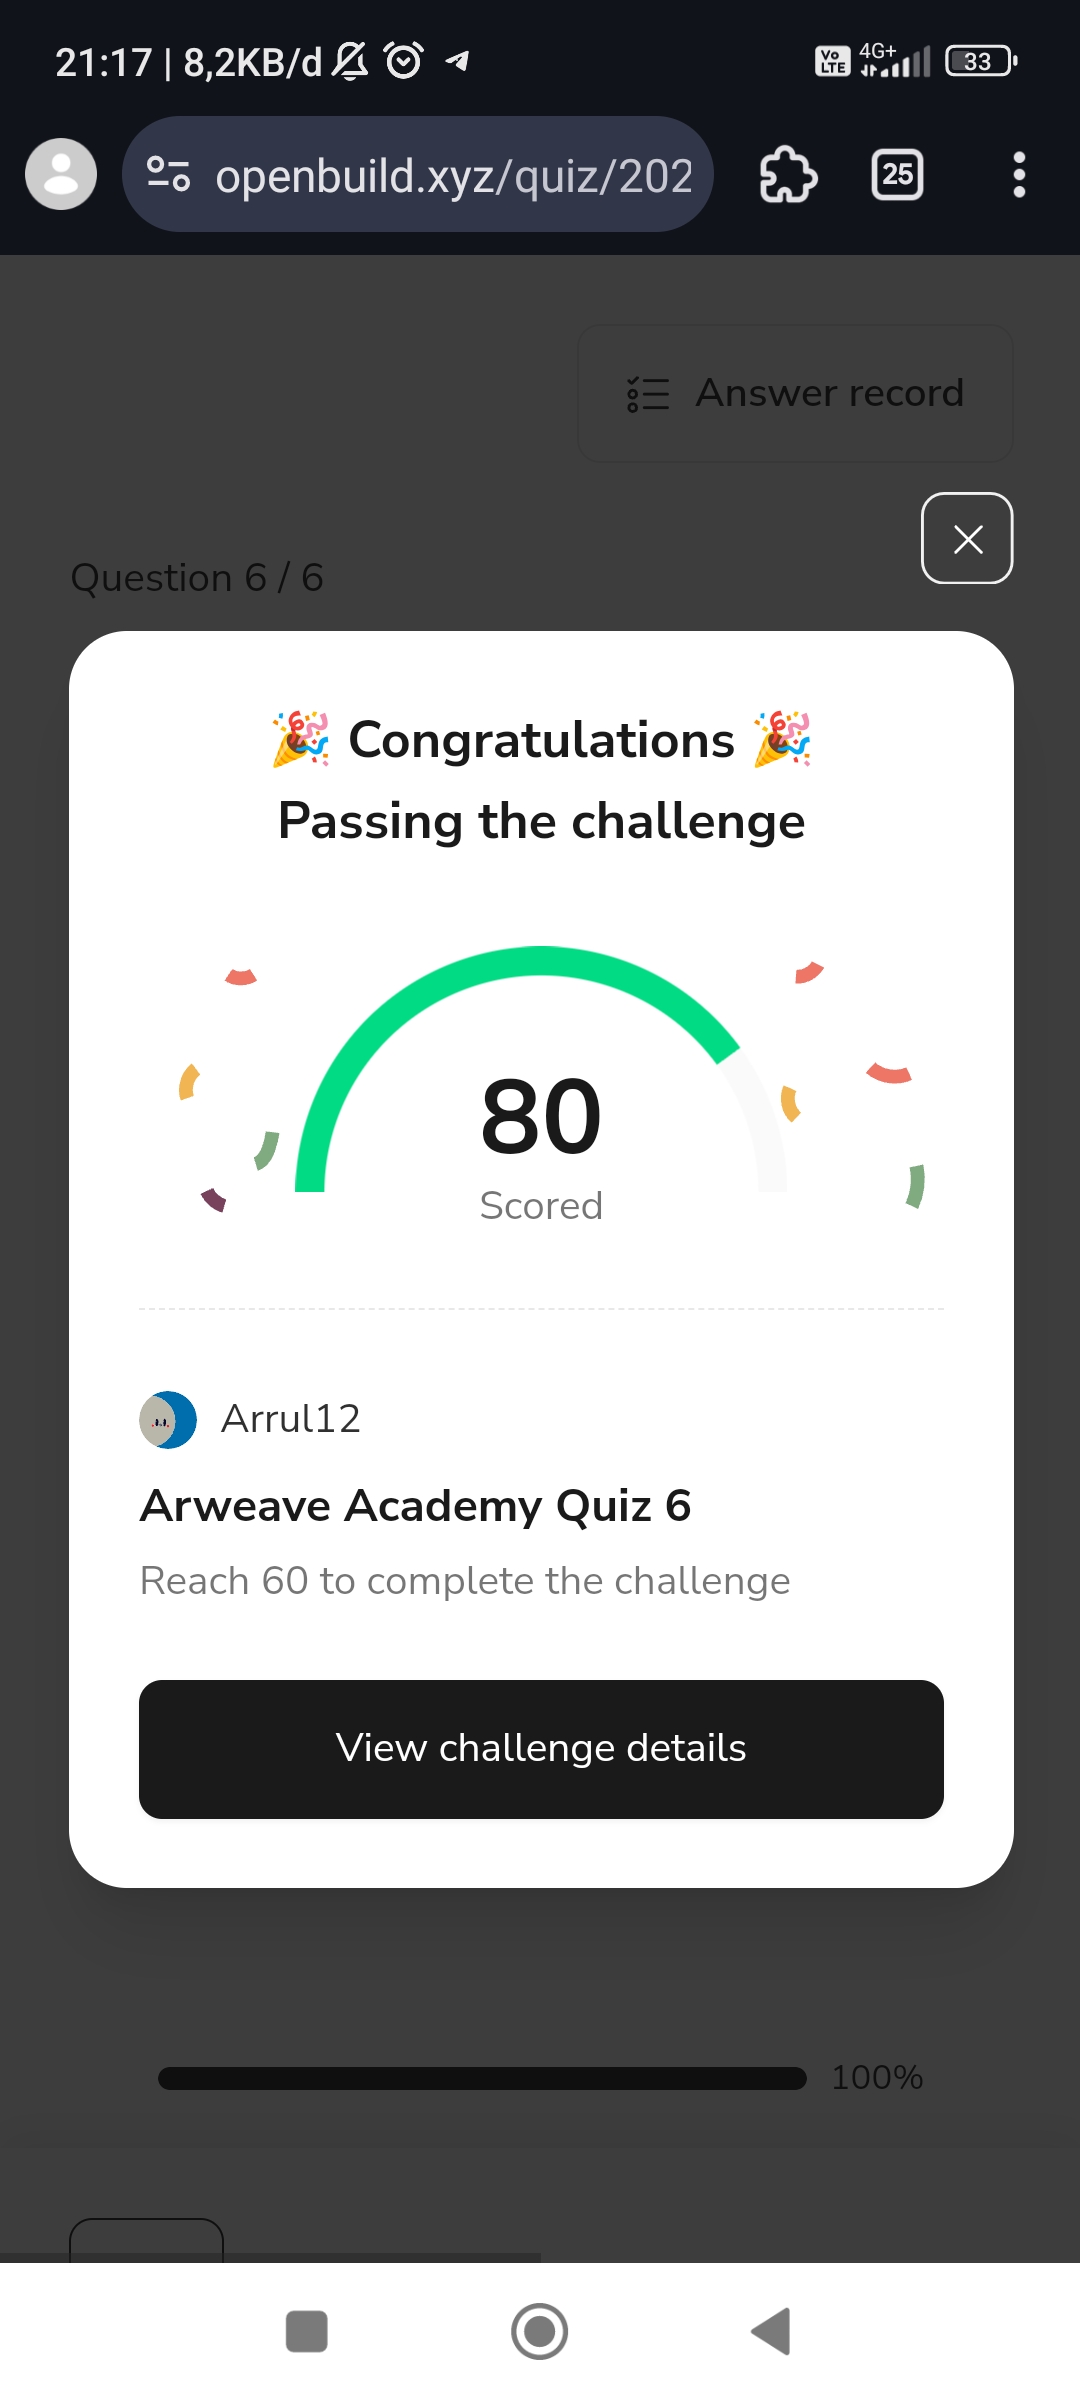 21:17 | 8,2KB/d
Vo LTE 4G+ 33
openbuild.xyz/quiz/202
25
Answer record
Question 6 / 6
🎉 Congratulations 🎉
Passing the challenge
80
Scored
Arrul12
Arweave Academy Quiz 6
Reach 60 to complete the challenge
View challenge details
100%